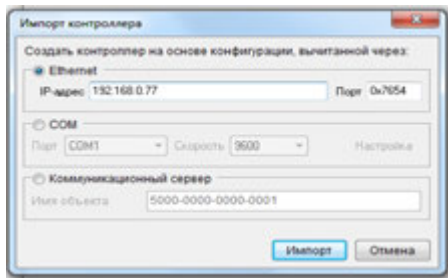 Импорт контроллера
Создать контроллер на основе конфигурации, вычитанной через:
Ethernet
IP-адрес 192.168.0.77 Порт 0x7654
COM
Порт COM1 Скорость 9600 Настройка
Коммуникационный сервер
Имя объекта 5000-0000-0000-0001
Импорт Отмена